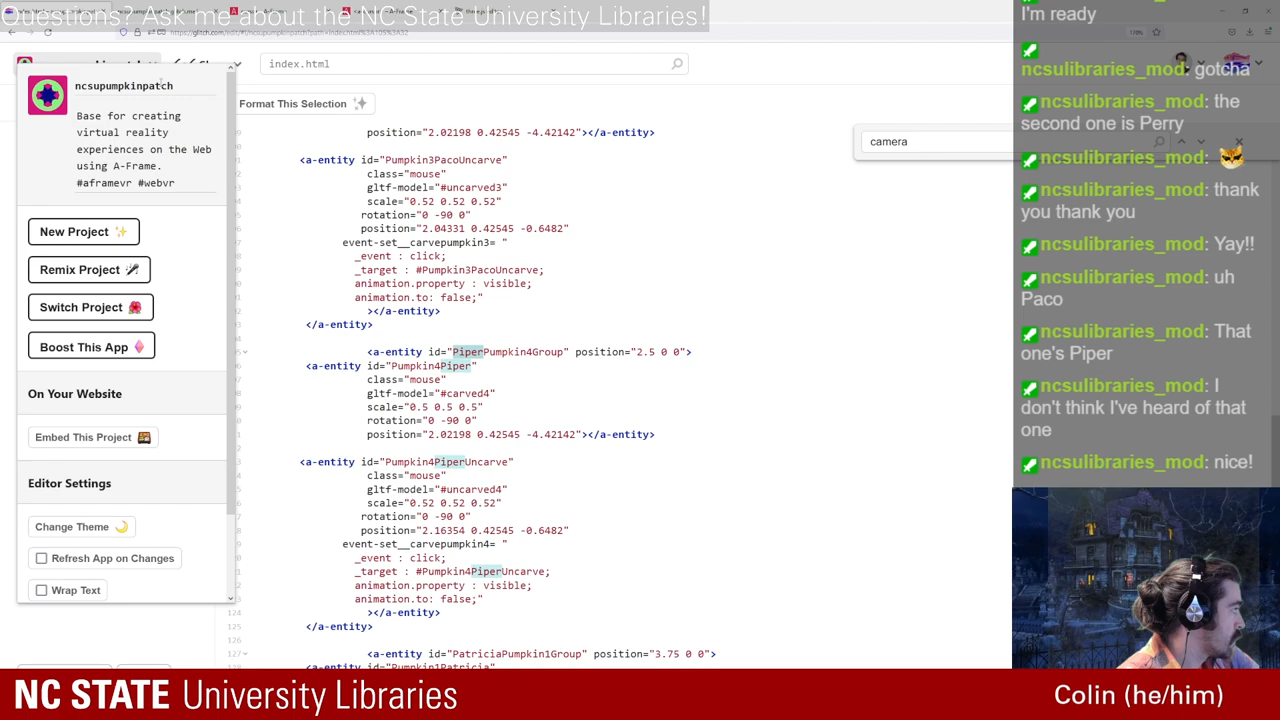 Questions? Ask me about the NC State University Libraries!
index.html
ncsupumpkinpatch
Base for creating
virtual reality
experiences on the Web
using A-Frame.
#aframevr #webvr
New Project
Remix Project
Switch Project
Boost This App
On Your Website
Embed This Project
Editor Settings
Change Theme
Refresh App on Changes
Wrap Text
Format This Selection
camera
position="2.02198 0.42545 -4.42142"></a-entity>
<a-entity id="Pumpkin3PacoUncarve"
class="mouse"
gltf-model="#uncarved3"
scale="0.52 0.52 0.52"
rotation="0 -90 0"
position="2.04331 0.42545 -0.6482"
event-set__carvepumpkin3= "
_event : click;
_target : #Pumpkin3PacoUncarve;
animation.property : visible;
animation.to: false;"
></a-entity>
</a-entity>
<a-entity id="PiperPumpkin4Group" position="2.5 0 0">
<a-entity id="Pumpkin4Piper"
class="mouse"
gltf-model="#carved4"
scale="0.5 0.5 0.5"
rotation="0 -90 0"
position="2.02198 0.42545 -4.42142"></a-entity>
<a-entity id="Pumpkin4PiperUncarve"
class="mouse"
gltf-model="#uncarved4"
scale="0.52 0.52 0.52"
rotation="0 -90 0"
position="2.16354 0.42545 -0.6482"
event-set__carvepumpkin4= "
_event : click;
_target : #Pumpkin4PiperUncarve;
animation.property : visible;
animation.to: false;"
124 ></a-entity>
125 </a-entity>
126
127 <a-entity id="PatriciaPumpkin1Group" position="3.75 0 0">
<a-entity id="Pumpkin1Patricia"
I'm ready
ncsulibraries_mod: gotcha
ncsulibraries_mod: the
second one is Perry
ncsulibraries_mod:
ncsulibraries_mod: thank
you thank you
ncsulibraries_mod: Yay!!
ncsulibraries_mod: uh
Paco
ncsulibraries_mod: That
one's Piper
ncsulibraries_mod: I
don't think I've heard of that
one
ncsulibraries_mod: nice!
NC STATE University Libraries
Colin (he/him)